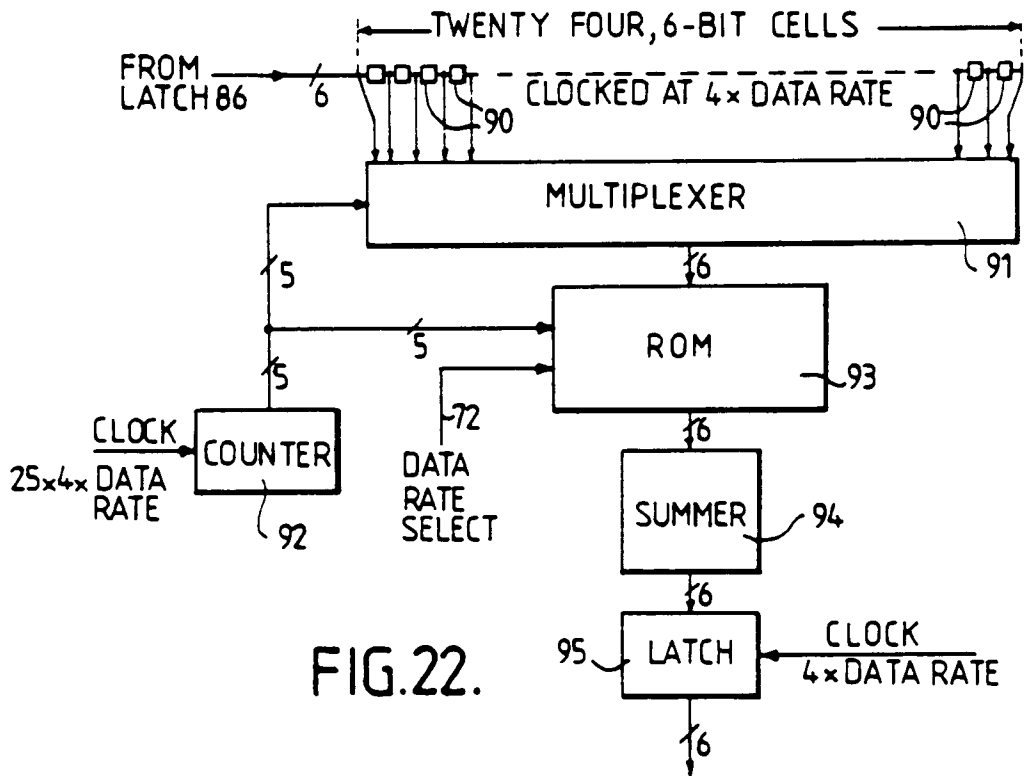 TWENTY FOUR, 6-BIT CELLS
FROM
LATCH 86
6
CLOCKED AT 4× DATA RATE
90
90
MULTIPLEXER
91
5
6
5
ROM
93
5
72
CLOCK
25×4× DATA
RATE
COUNTER
92
DATA
RATE
SELECT
6
SUMMER
94
6
95
LATCH
CLOCK
4× DATA RATE
6
FIG.22.